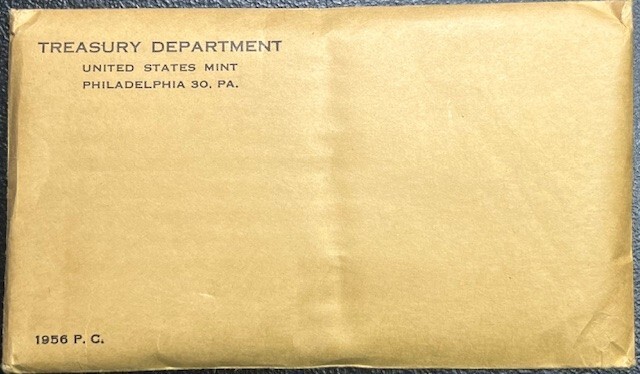 TREASURY DEPARTMENT
UNITED STATES MINT
PHILADELPHIA 30, PA.
1956 P. C.